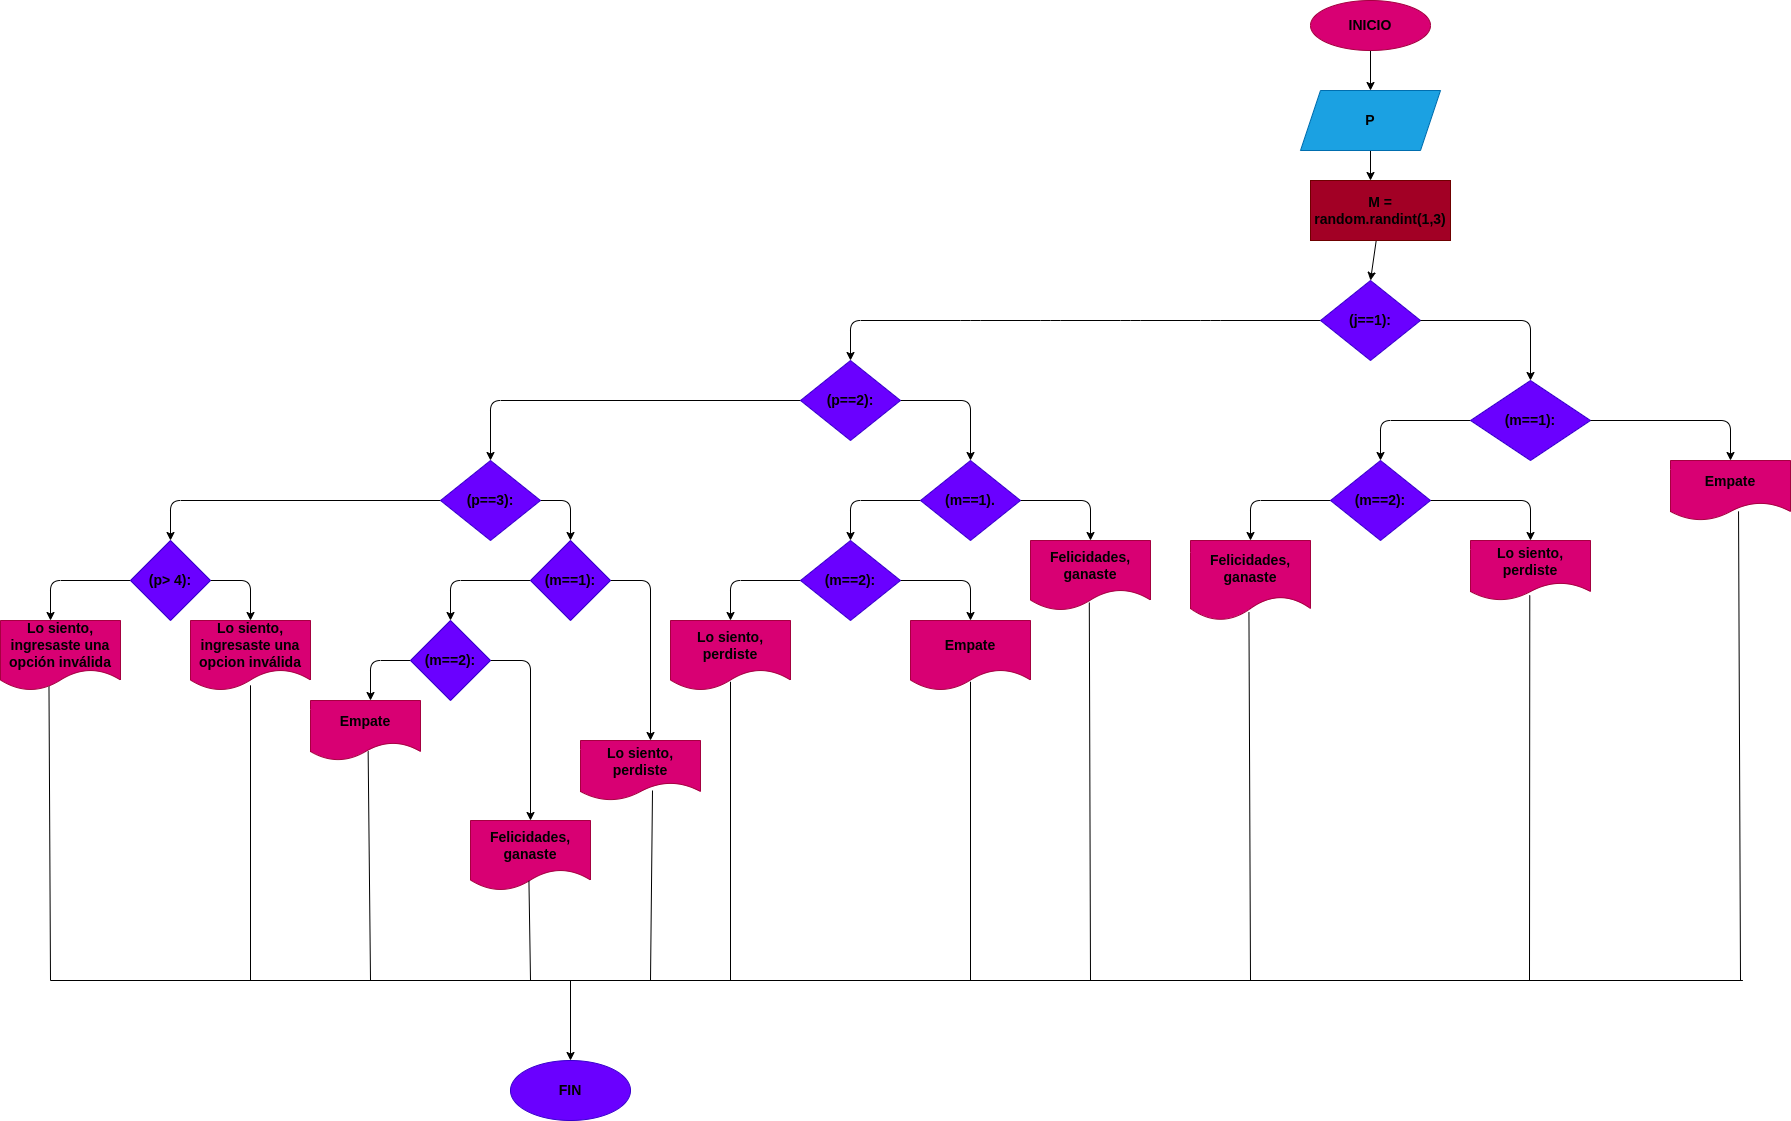 INICIO
P
M =
random.randint(1,3)
(j==1):
(p==2):
(m==1):
(p==3):
(m==1).
(m==2):
Empate
(p> 4):
(m==1):
(m==2):
Felicidades,
ganaste
Felicidades,
ganaste
Lo siento,
perdiste
Lo siento,
ingresaste una
opción inválida
Lo siento,
ingresaste una
opcion inválida
(m==2):
Lo siento,
perdiste
Empate
Empate
Lo siento,
perdiste
Felicidades,
ganaste
FIN